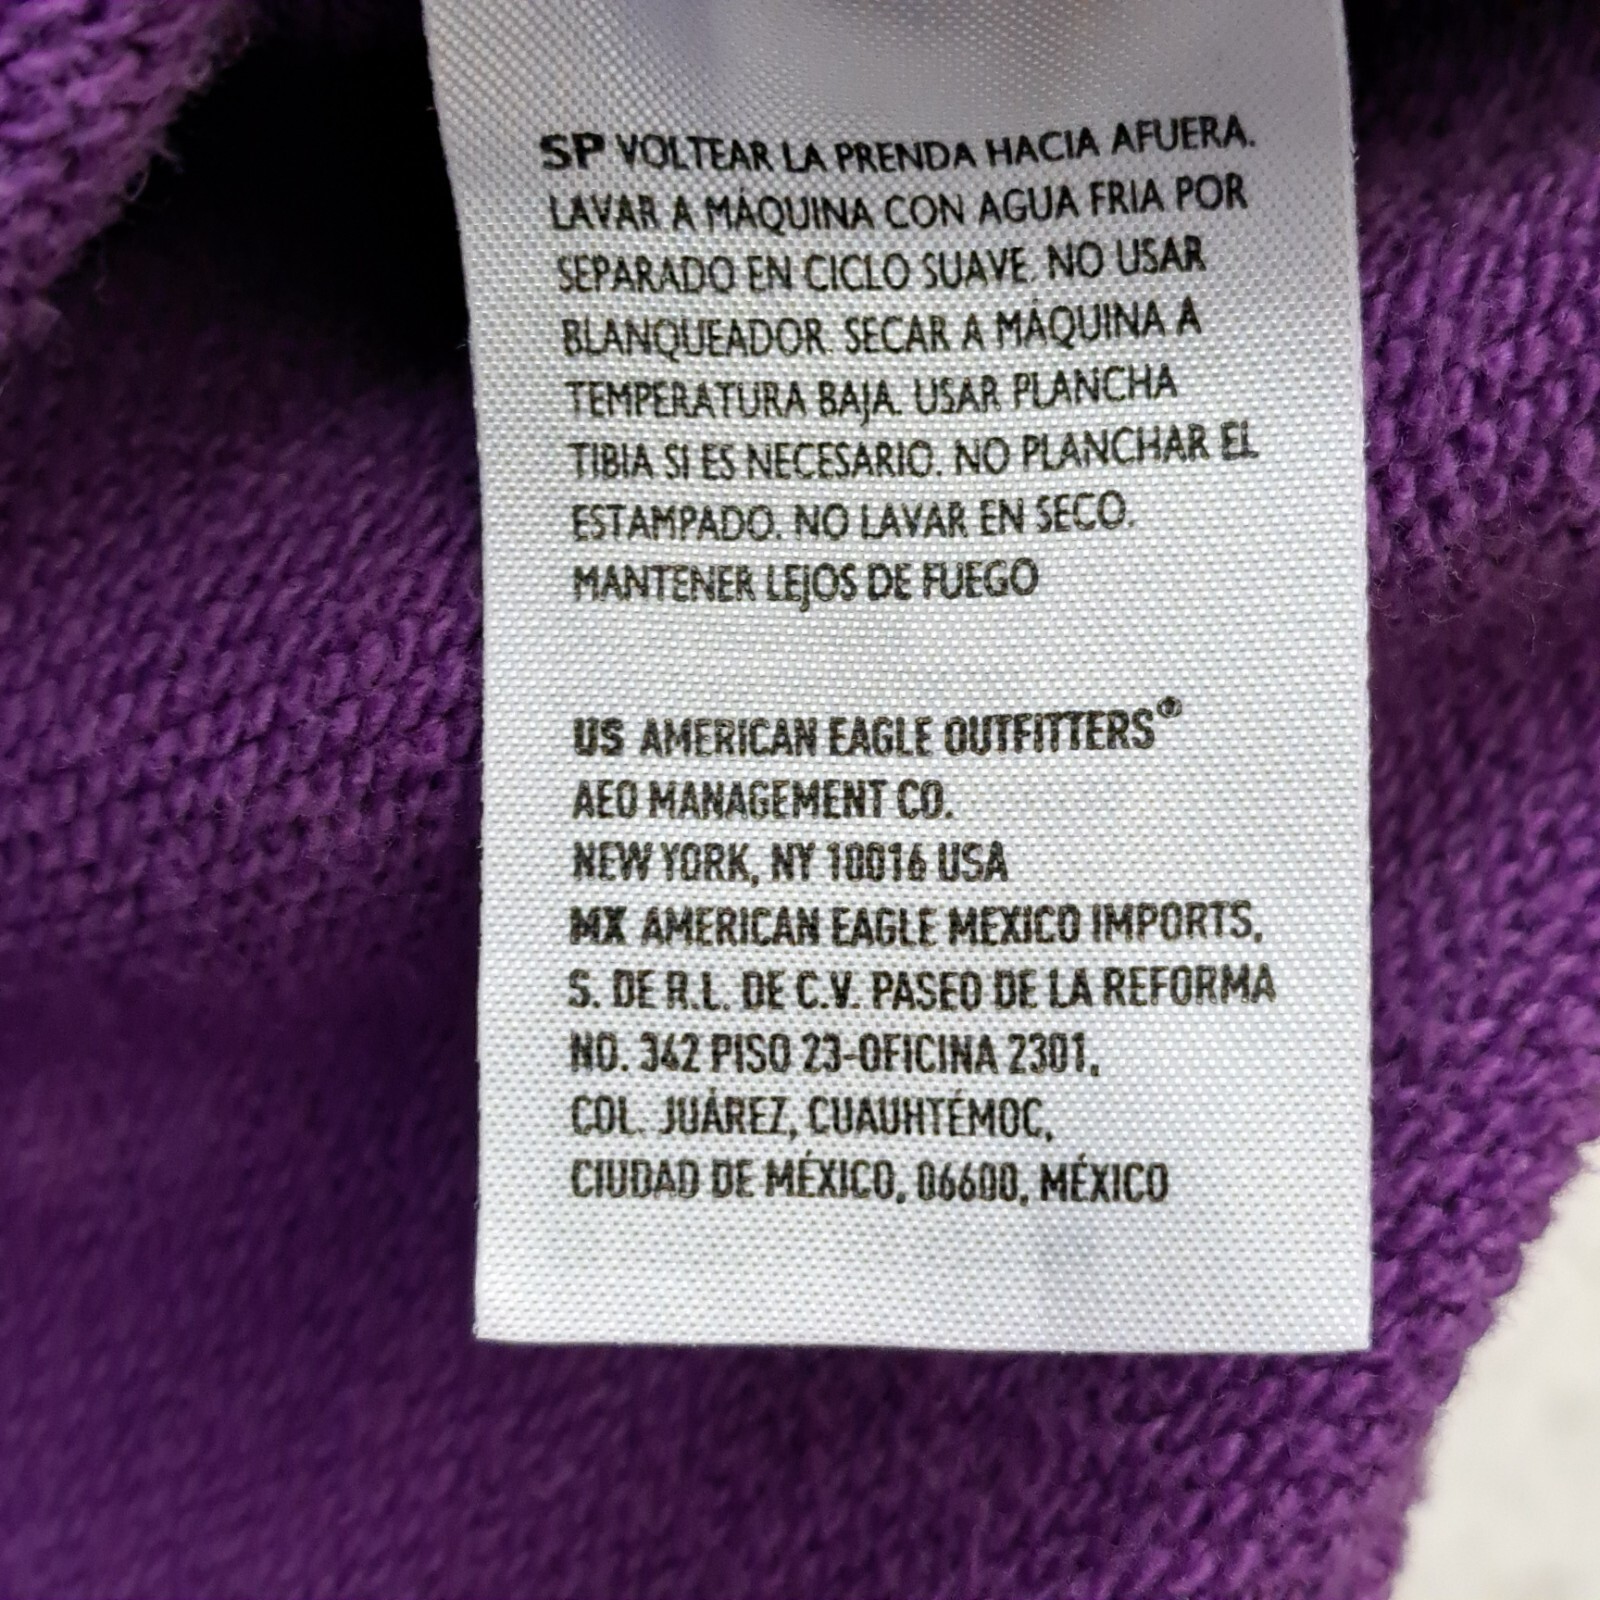 SP VOLTEAR LA PRENDA HACIA AFUERA.
LAVAR A MÁQUINA CON AGUA FRIA POR
SEPARADO EN CICLO SUAVE. NO USAR
BLANQUEADOR. SECAR A MÁQUINA A
TEMPERATURA BAJA. USAR PLANCHA
TIBIA SI ES NECESARIO. NO PLANCHAR EL
ESTAMPADO. NO LAVAR EN SECO.
MANTENER LEJOS DE FUEGO
US AMERICAN EAGLE OUTFITTERS®
AEO MANAGEMENT CO.
NEW YORK, NY 10016 USA
MX AMERICAN EAGLE MEXICO IMPORTS,
S. DE R.L. DE C.V. PASEO DE LA REFORMA
NO. 342 PISO 23-OFICINA 2301,
COL. JUÁREZ, CUAUHTÉMOC,
CIUDAD DE MÉXICO, 06600, MÉXICO